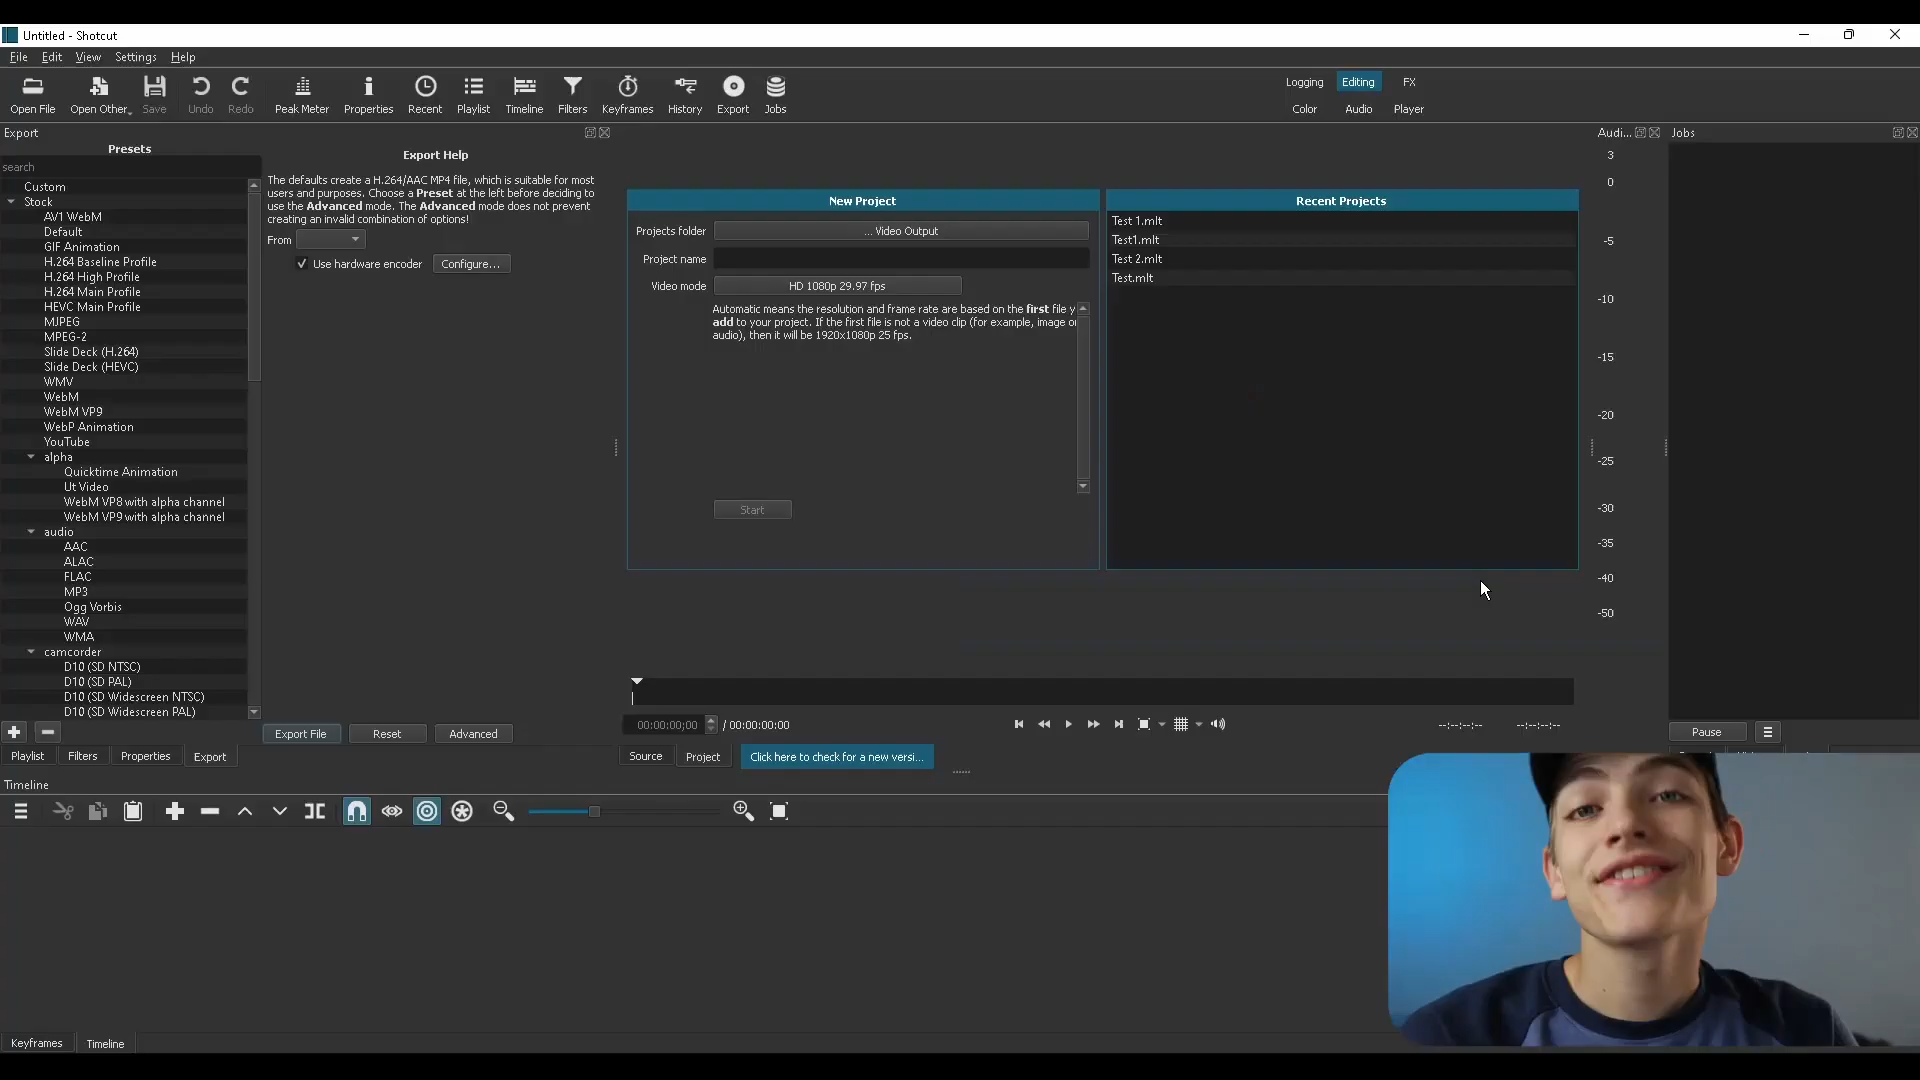 Untitled - Shotcut
File Edit View Settings Help
Open File Open Other... Save Undo Redo Peak Meter Properties Recent Playlist Timeline Filters Keyframes History Export Jobs
Logging Editing FX
Color Audio Player
Export
Presets
search
Custom
Stock
AV1 WebM
Default
GIF Animation
H.264 Baseline Profile
H.264 High Profile
H.264 Main Profile
HEVC Main Profile
MJPEG
MPEG-2
Slide Deck (H.264)
Slide Deck (HEVC)
WMV
WebM
WebM VP9
WebP Animation
YouTube
alpha
Quicktime Animation
Ut Video
WebM VP8 with alpha channel
WebM VP9 with alpha channel
audio
AAC
ALAC
FLAC
MP3
Ogg Vorbis
WAV
WMA
camcorder
D10 (SD NTSC)
D10 (SD PAL)
D10 (SD Widescreen NTSC)
D10 (SD Widescreen PAL)
Export Help
The defaults create a H.264/AAC MP4 file, which is suitable for most
users and purposes. Choose a Preset at the left before deciding to
use the Advanced mode. The Advanced mode does not prevent
creating an invalid combination of options!
From
Use hardware encoder Configure...
Export File Reset Advanced
Playlist Filters Properties Export
New Project
Projects folder ... Video Output
Project name
Video mode HD 1080p 29.97 fps
Automatic means the resolution and frame rate are based on the first file y
add to your project. If the first file is not a video clip (for example, image or
audio), then it will be 1920x1080p 25 fps.
Start
Recent Projects
Test 1.mlt
Test1.mlt
Test 2.mlt
Test.mlt
00:00:00;00 / 00:00:00:00
--:--:--:-- --:--:--:--
Source Project Click here to check for a new versi...
Audi...
3
0
-5
-10
-15
-20
-25
-30
-35
-40
-50
Jobs
Pause
Timeline
Keyframes Timeline